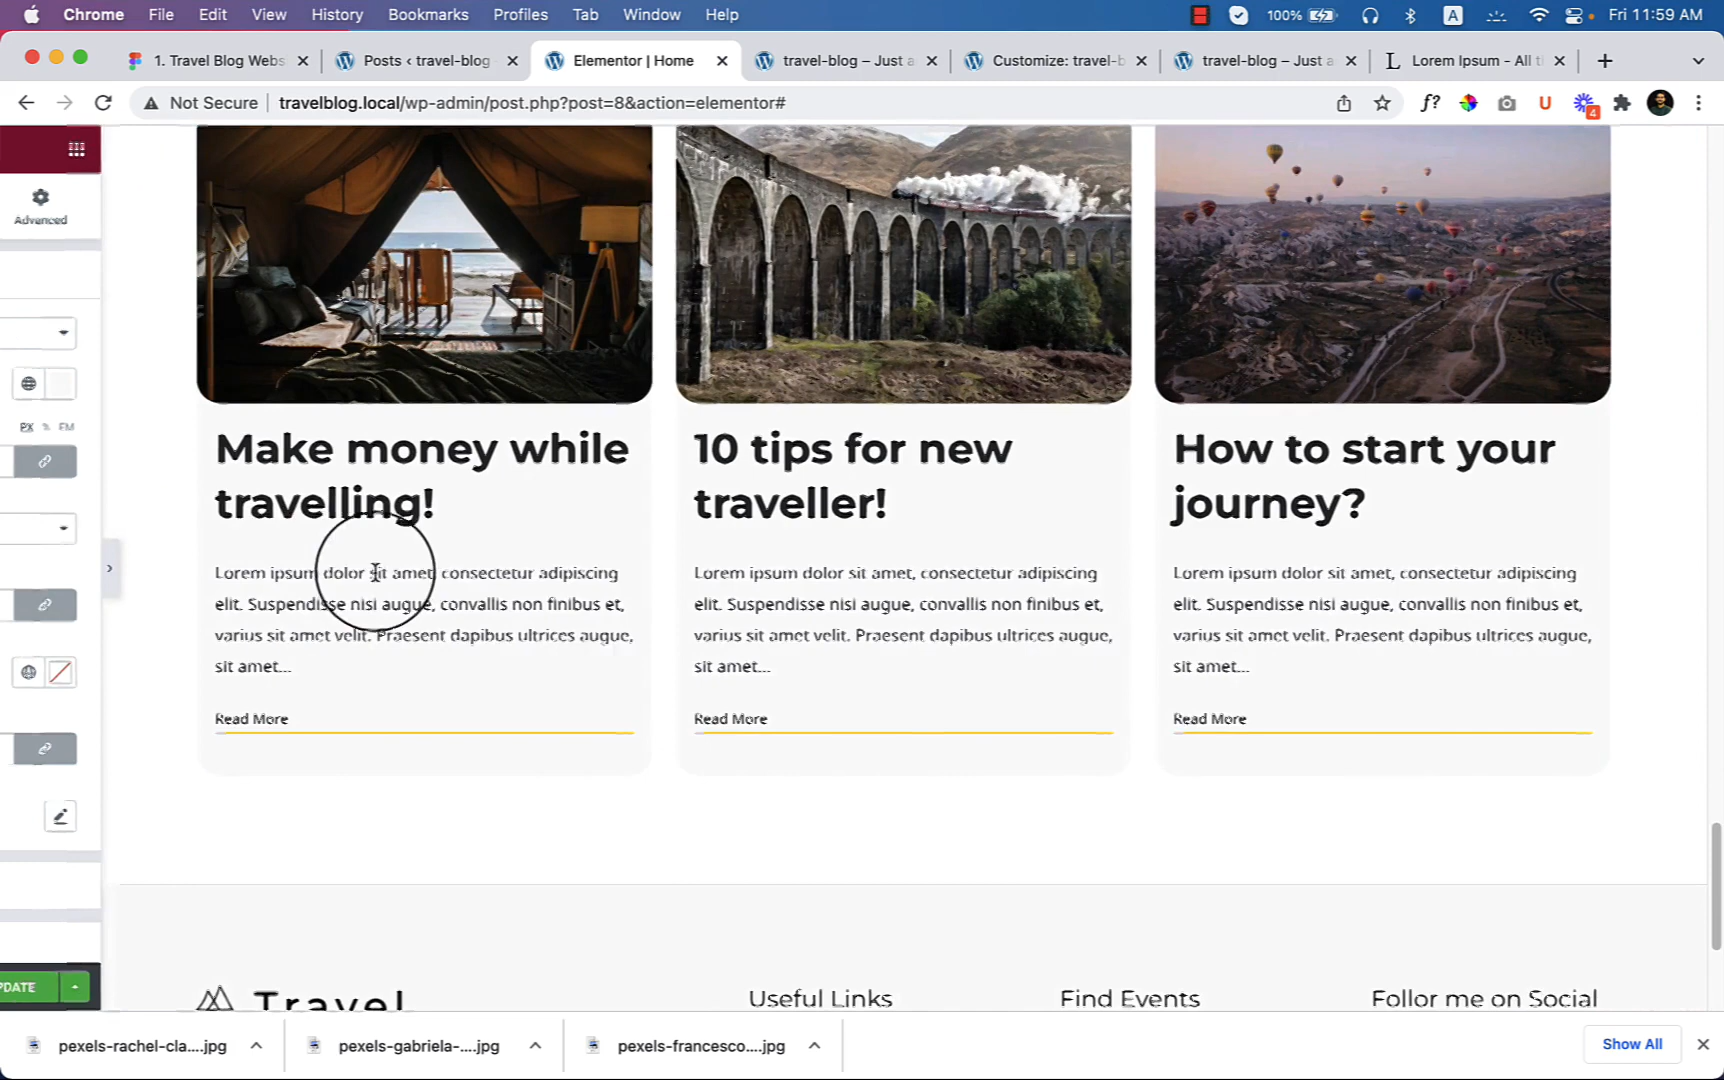 Chrome File Edit View History Bookmarks Profiles Tab Window Help 100% A Fri 11:59 AM
1. Travel Blog Webs Posts ‹ travel-blog Elementor | Home travel-blog – Just a Customize: travel-b travel-blog – Just a L Lorem Ipsum - All t
Not Secure travelblog.local/wp-admin/post.php?post=8&action=elementor# f? U 4
Advanced
PX % EM
Make money while
travelling!
Lorem ipsum dolor sit amet, consectetur adipiscing
elit. Suspendisse nisi augue, convallis non finibus et,
varius sit amet velit. Praesent dapibus ultrices augue,
sit amet...
Read More
10 tips for new
traveller!
Lorem ipsum dolor sit amet, consectetur adipiscing
elit. Suspendisse nisi augue, convallis non finibus et,
varius sit amet velit. Praesent dapibus ultrices augue,
sit amet...
Read More
How to start your
journey?
Lorem ipsum dolor sit amet, consectetur adipiscing
elit. Suspendisse nisi augue, convallis non finibus et,
varius sit amet velit. Praesent dapibus ultrices augue,
sit amet...
Read More
PDATE
Travel Useful Links Find Events Follor me on Social
pexels-rachel-cla....jpg pexels-gabriela-....jpg pexels-francesco....jpg Show All